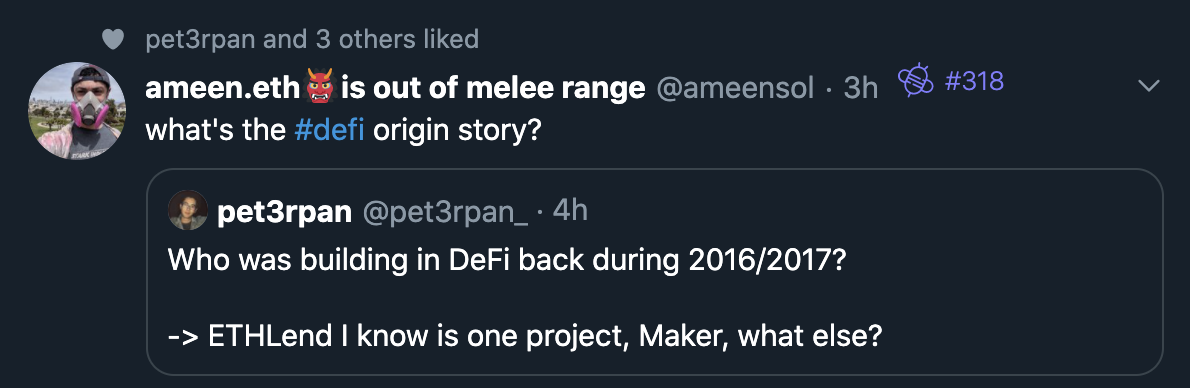 pet3rpan and 3 others liked
ameen.eth👹is out of melee range @ameensol · 3h #318
what's the #defi origin story?
pet3rpan @pet3rpan_ · 4h
Who was building in DeFi back during 2016/2017?
-> ETHLend I know is one project, Maker, what else?